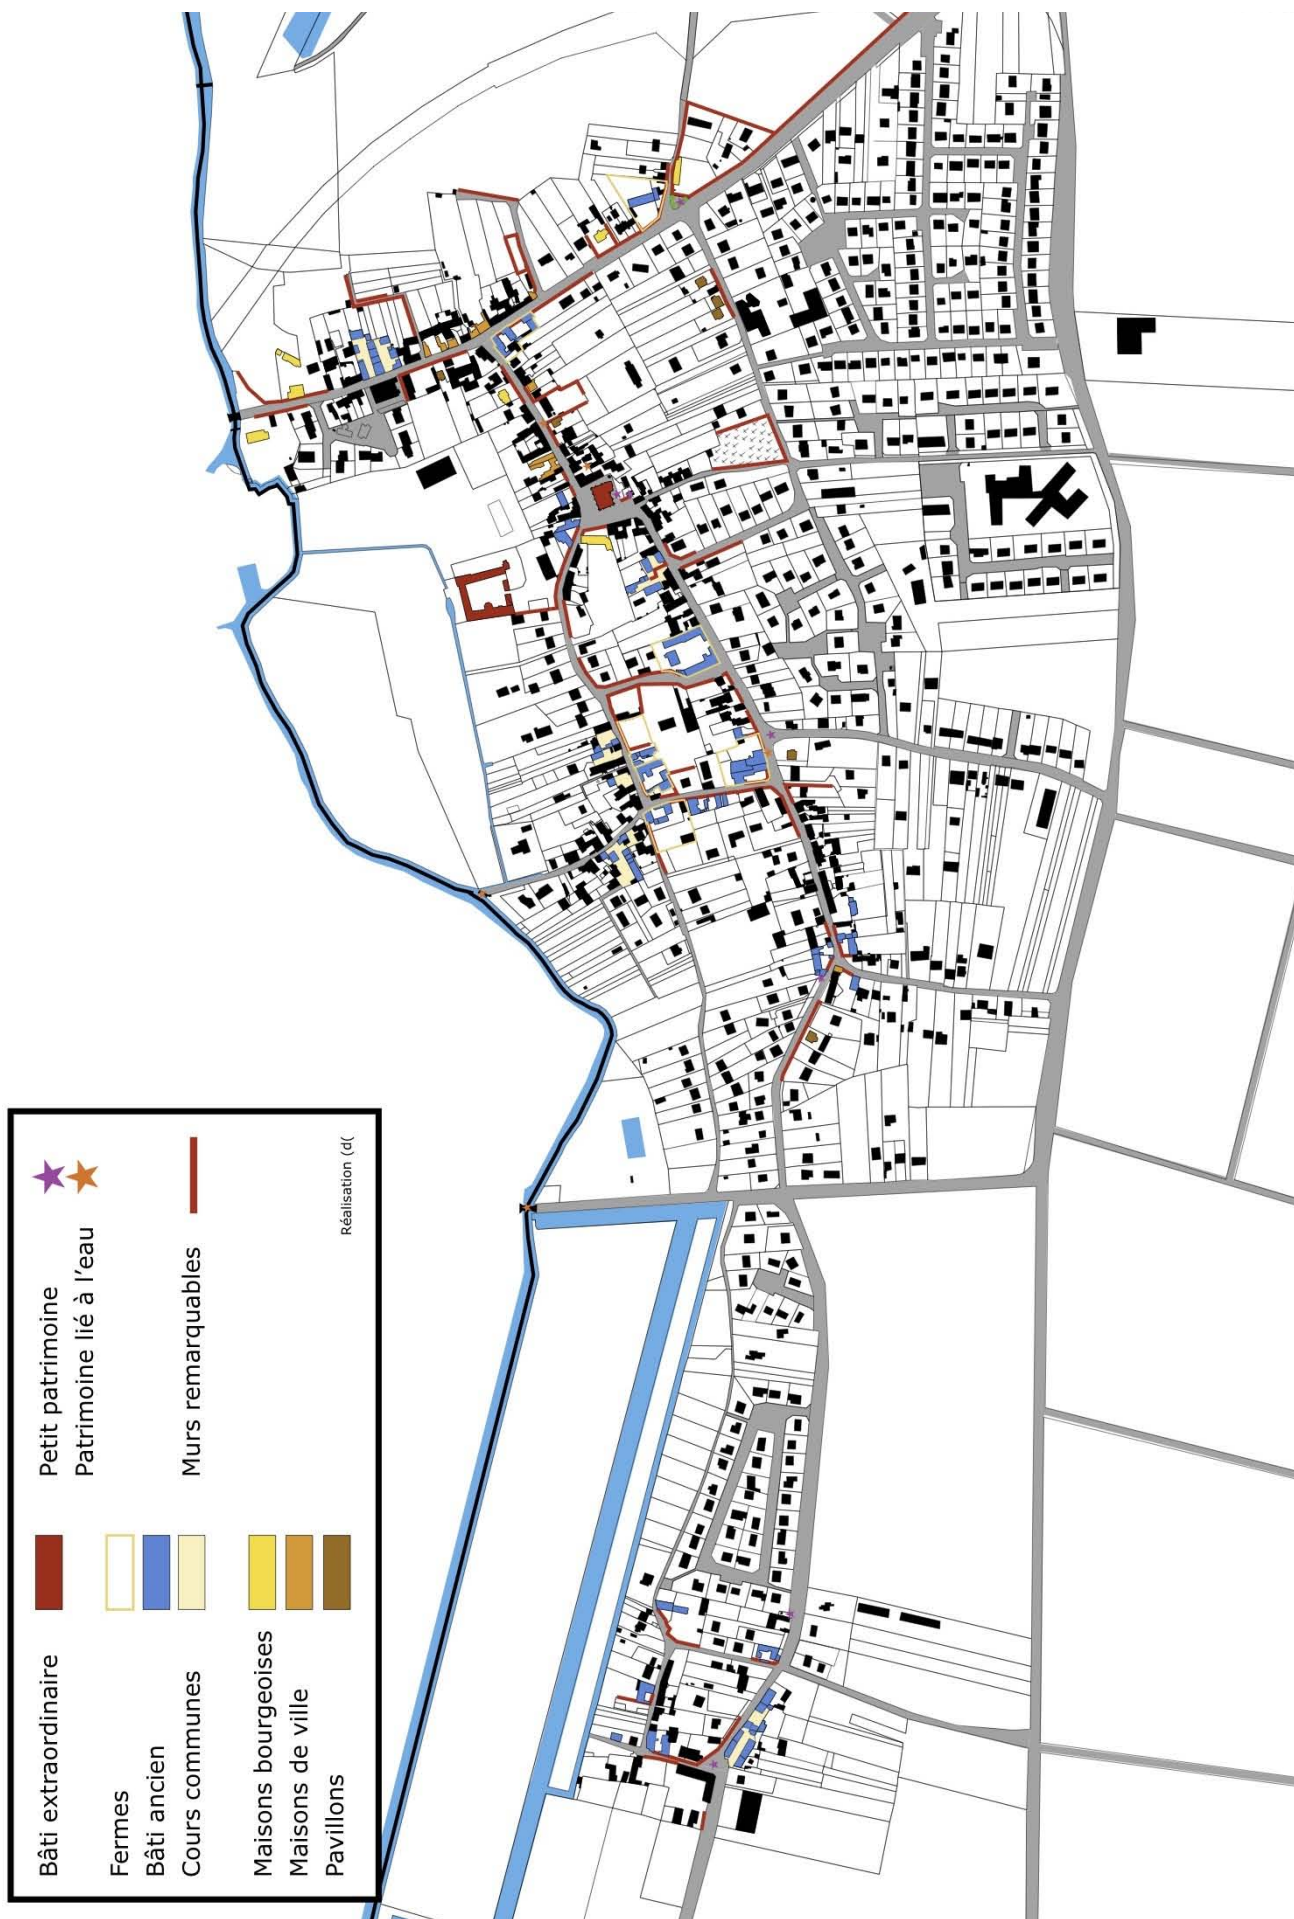 Bâti extraordinaire
Fermes
Bâti ancien
Cours communes
Maisons bourgeoises
Maisons de ville
Pavillons
Petit patrimoine
Patrimoine lié à l’eau
Murs remarquables
Réalisation (d(